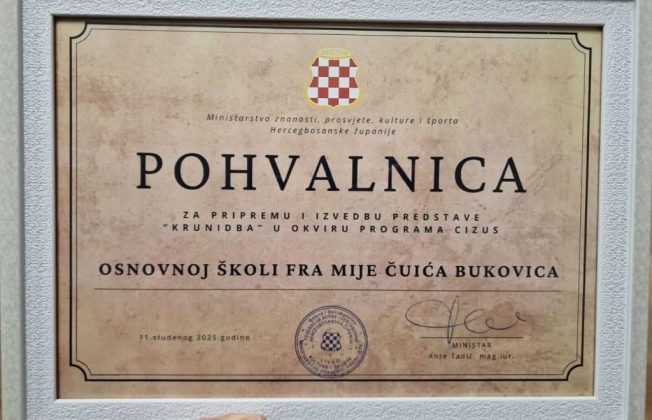 Ministarstvo znanosti, prosvjete, kulture i športa
Hercegbosanske županije
POHVALNICA
ZA PRIPREMU I IZVEDBU PREDSTAVE
"KRUNIDBA" U OKVIRU PROGRAMA CIZUS
OSNOVNOJ ŠKOLI FRA MIJE ČUIĆA BUKOVICA
11.studenog 2025.godine
MINISTAR
Ante Tadić, mag.iur.